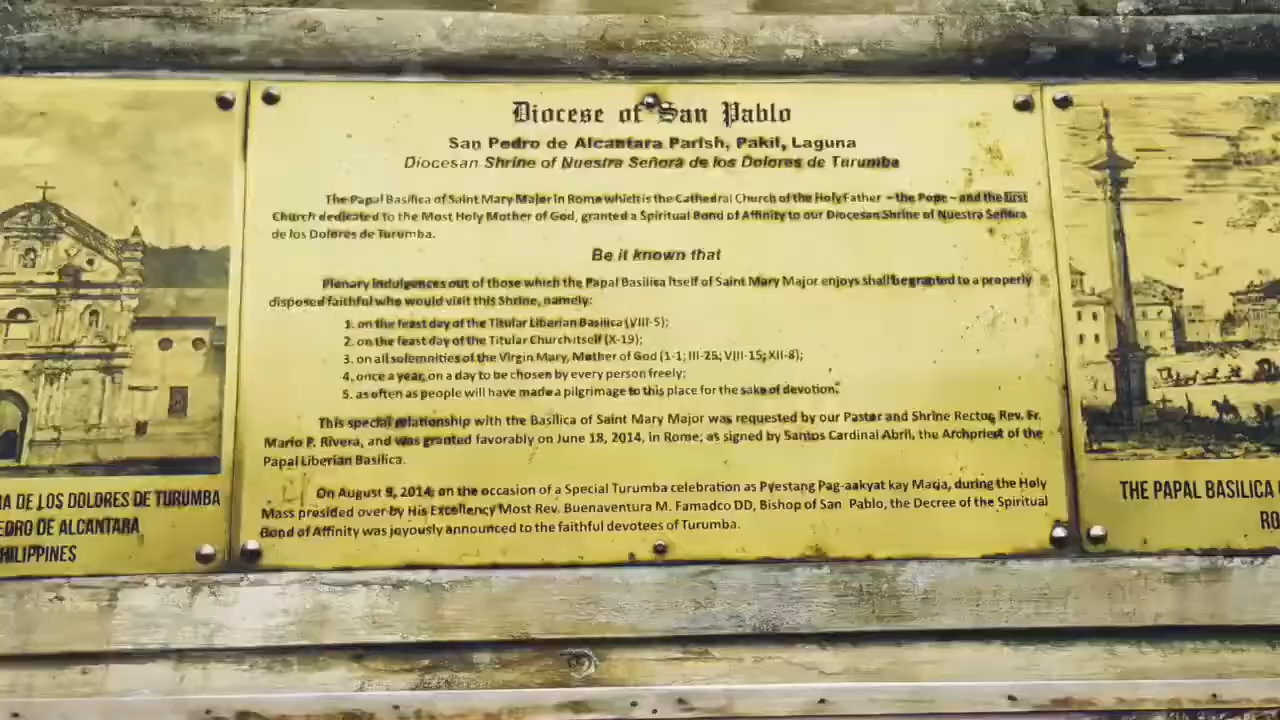 Diocese of San Pablo
San Pedro de Alcantara Parish, Pakil, Laguna
Diocesan Shrine of Nuestra Señora de los Dolores de Turumba
The Papal Basilica of Saint Mary Major in Rome which is the Cathedral Church of the Holy Father – the Pope – and the first
Church dedicated to the Most Holy Mother of God, granted a Spiritual Bond of Affinity to our Diocesan Shrine of Nuestra Señora
de los Dolores de Turumba.
Be it known that
Plenary indulgences out of those which the Papal Basilica itself of Saint Mary Major enjoys shall be granted to a properly
disposed faithful who would visit this Shrine, namely:
1. on the feast day of the Titular Liberian Basilica (VIII-5);
2. on the feast day of the Titular Church itself (X-19);
3. on all solemnities of the Virgin Mary, Mother of God (1-1; III-25; VIII-15; XII-8);
4. once a year, on a day to be chosen by every person freely;
5. as often as people will have made a pilgrimage to this place for the sake of devotion."
This special relationship with the Basilica of Saint Mary Major was requested by our Pastor and Shrine Rector, Rev. Fr.
Mario P. Rivera, and was granted favorably on June 18, 2014, in Rome; as signed by Santos Cardinal Abril, the Archpriest of the
Papal Liberian Basilica.
On August 9, 2014, on the occasion of a Special Turumba celebration as Pyestang Pag-aakyat kay Maria, during the Holy
Mass presided over by His Excellency Most Rev. Buenaventura M. Famadco DD, Bishop of San Pablo, the Decree of the Spiritual
Bond of Affinity was joyously announced to the faithful devotees of Turumba.
DE LOS DOLORES DE TURUMBA
EDRO DE ALCANTARA
HILIPPINES
THE PAPAL BASILICA
RO